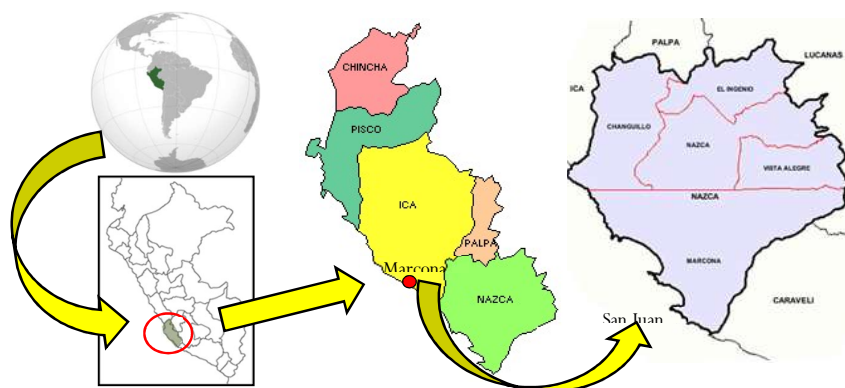 CHINCHA
PISCO
ICA
PALPA
Marcona
NAZCA
PALPA
LUCANAS
ICA
EL INGENIO
CHANGUILLO
NAZCA
VISTA ALEGRE
NAZCA
MARCONA
CARAVELI
San Juan